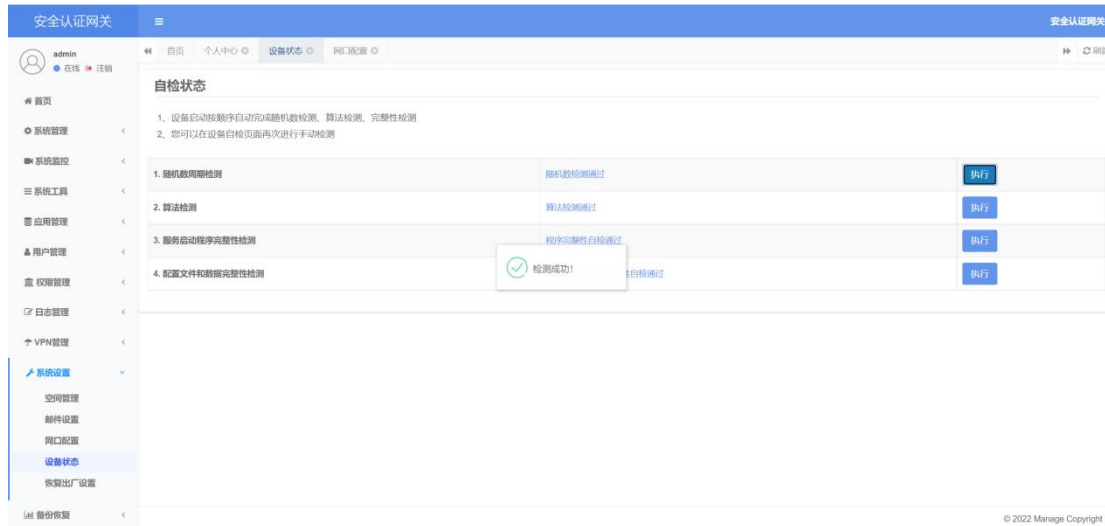 安全认证网关
安全认证网关
admin
在线 注销
首页 个人中心 设备状态 网口配置
首页
系统管理
系统监控
系统工具
应用管理
用户管理
权限管理
日志管理
VPN管理
系统设置
空间管理
邮件设置
网口配置
设备状态
恢复出厂设置
备份恢复
自检状态
1、设备启动按顺序自动完成随机数检测、算法检测、完整性检测
2、您可以在设备自检页面再次进行手动检测
1. 随机数周期检测 随机数检测通过 执行
2. 算法检测 算法检测通过 执行
3. 服务启动程序完整性检测 程序完整性自检通过 执行
4. 配置文件和数据完整性检测 性自检通过 执行
检测成功!
© 2022 Manage Copyright